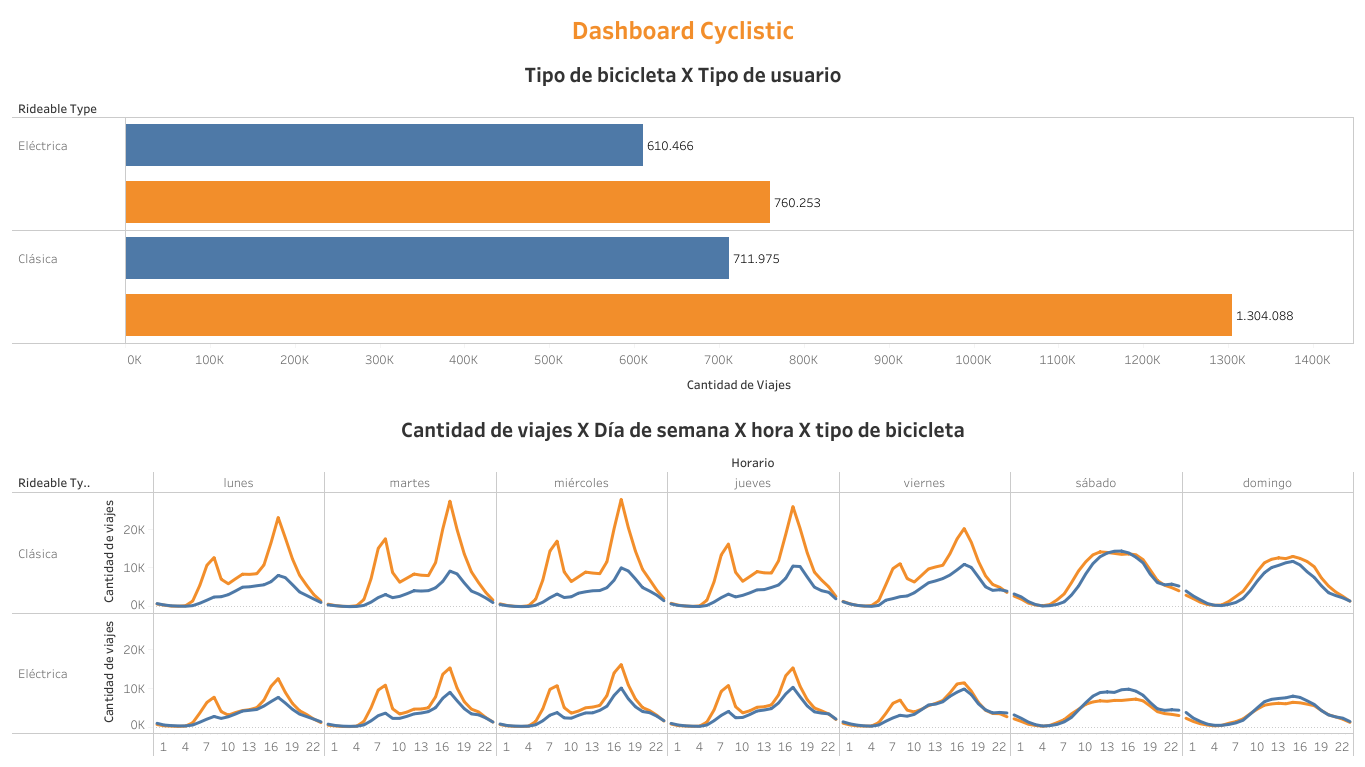 Dashboard Cyclistic
Tipo de bicicleta X Tipo de usuario
Rideable Type
Eléctrica
610.466
760.253
Clásica
711.975
1.304.088
0K 100K 200K 300K 400K 500K 600K 700K 800K 900K 1000K 1100K 1200K 1300K 1400K
Cantidad de Viajes
Cantidad de viajes X Día de semana X hora X tipo de bicicleta
Horario
Rideable Ty.. lunes martes miércoles jueves viernes sábado domingo
Clásica
Cantidad de viajes
20K
10K
0K
Eléctrica
Cantidad de viajes
20K
10K
0K
1 4 7 10 13 16 19 22 1 4 7 10 13 16 19 22 1 4 7 10 13 16 19 22 1 4 7 10 13 16 19 22 1 4 7 10 13 16 19 22 1 4 7 10 13 16 19 22 1 4 7 10 13 16 19 22